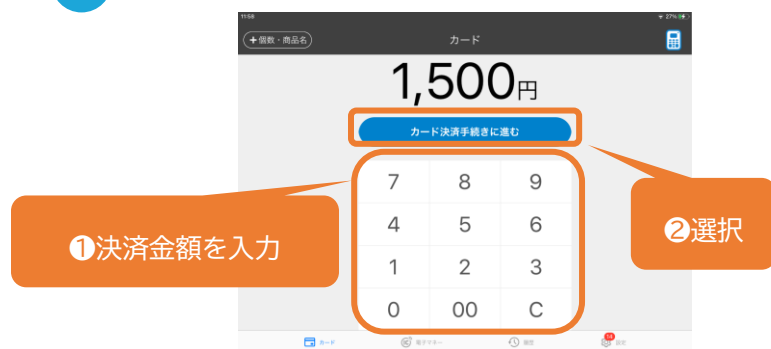 11:58
27%
+個数・商品名
カード
1,500円
カード決済手続きに進む
7 8 9
4 5 6
1 2 3
0 00 C
❶決済金額を入力
❷選択
カード
電子マネー
履歴
14
設定